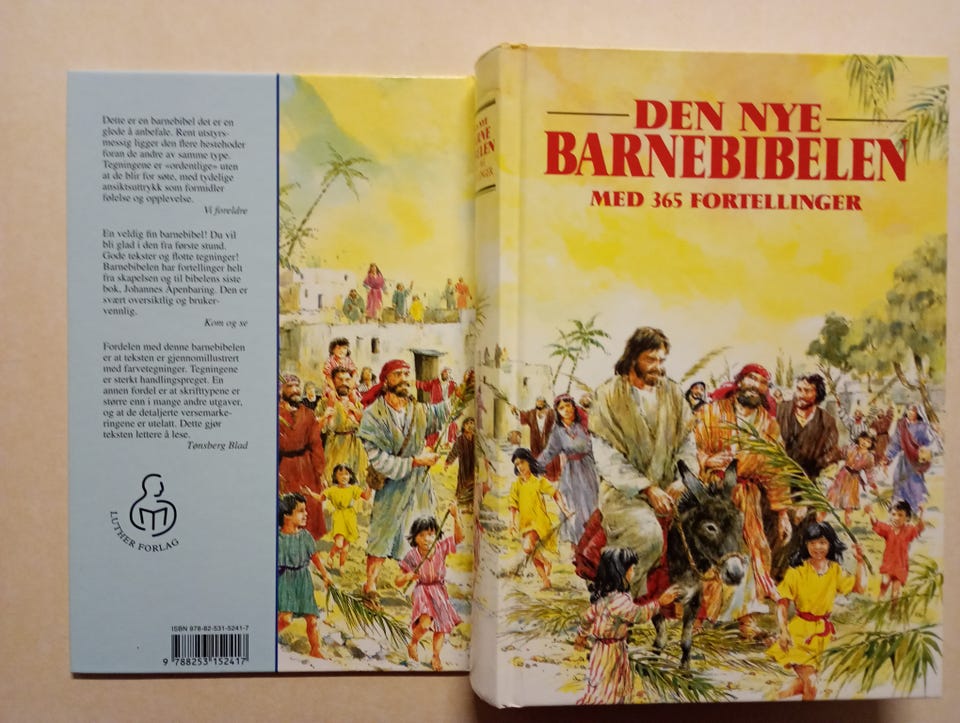 Dette er en barnebibel det er en
glede å anbefale. Rent utstyrs-
messig ligger den flere hestehoder
foran de andre av samme type.
Tegningene er «ordentlige» uten
at de blir for søte, med tydelige
ansiktsuttrykk som formidler
følelse og opplevelse.
Vi foreldre
En veldig fin barnebibel! Du vil
bli glad i den fra første stund.
Gode tekster og flotte tegninger!
Barnebibelen har fortellinger helt
fra skapelsen og til bibelens siste
bok, Johannes Åpenbaring. Den er
svært oversiktlig og bruker-
vennlig.
Kom og se
Fordelen med denne barnebibelen
er at teksten er gjennomillustrert
med farvetegninger. Tegningene
er sterkt handlingspreget. En
annen fordel er at skrifttypene er
større enn i mange andre utgaver,
og at de detaljerte versemarke-
ringene er utelatt. Dette gjør
teksten lettere å lese.
Tønsberg Blad
LUTHER FORLAG
ISBN 978-82-531-5241-7
9 788253 152417
DEN NYE
BARNEBIBELEN
MED 365 FORTELLINGER